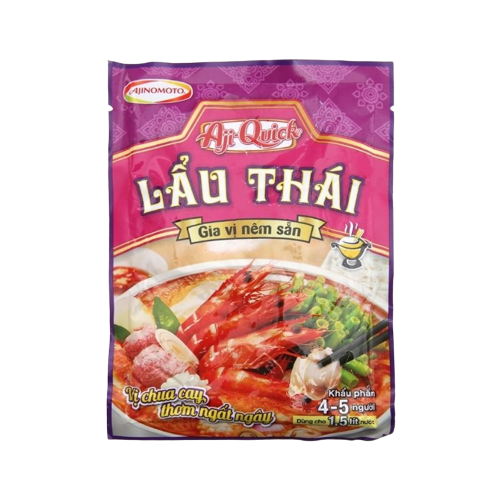 AJINOMOTO
Aji-Quick
LẨU THÁI
Gia vị nêm sẵn
Vị chua cay,
thơm ngất ngây
Khẩu phần
4-5 người
Dùng cho 1,5 lít nước